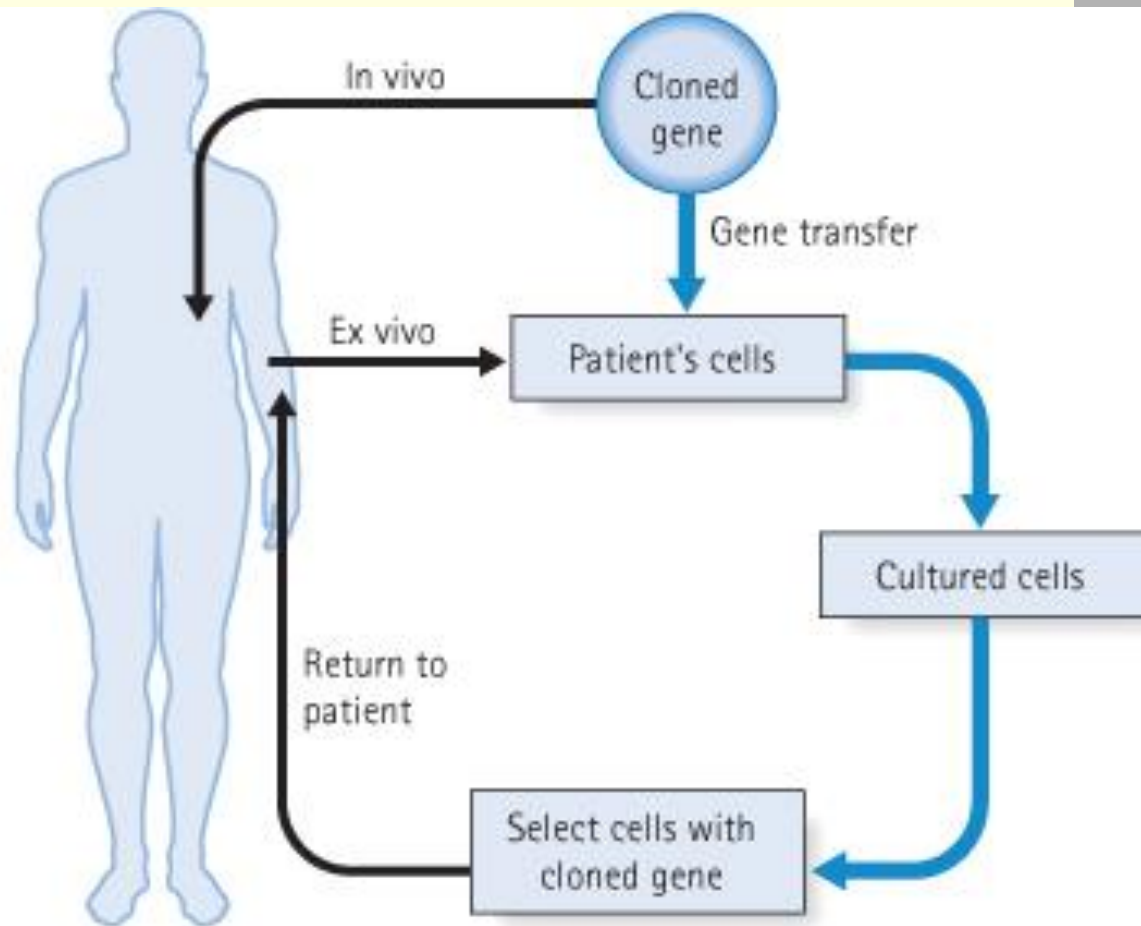 In vivo
Cloned
gene
Gene transfer
Ex vivo
Patient's cells
Cultured cells
Return to
patient
Select cells with
cloned gene